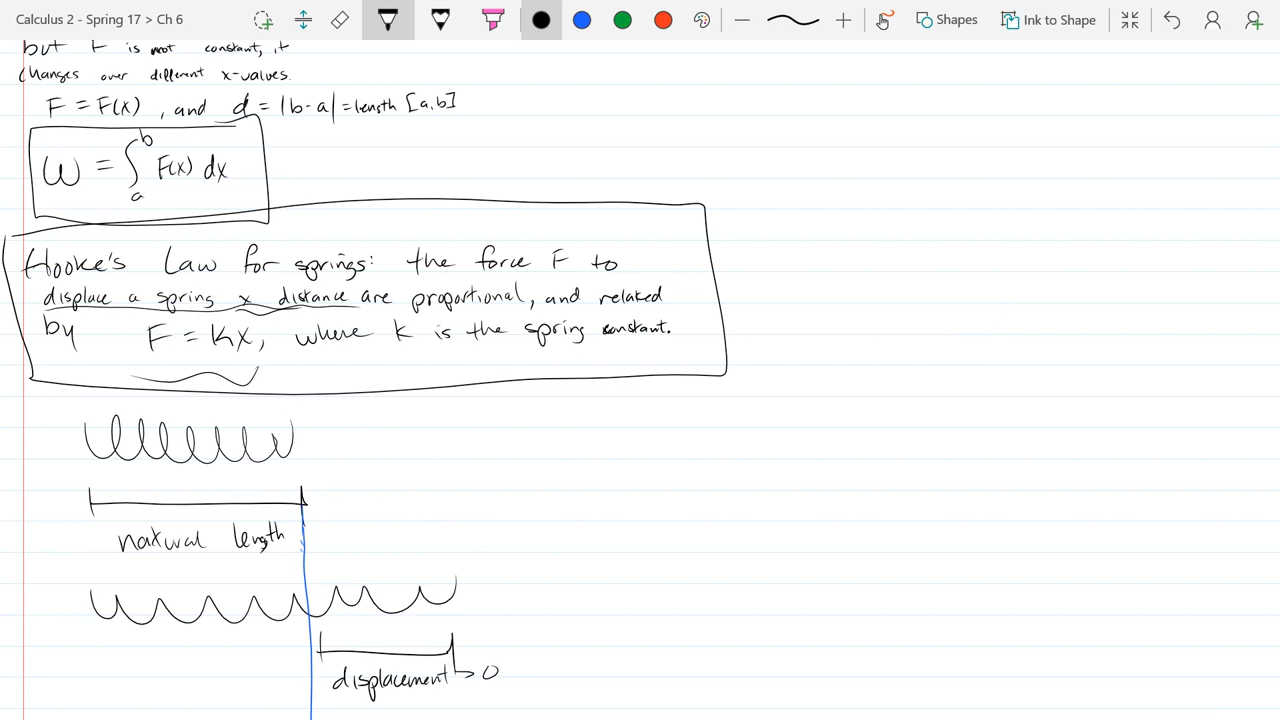 Calculus 2 - Spring 17 > Ch 6
Shapes
Ink to Shape
but F is not constant, it
changes over different x-values.
F = F(x), and d = |b-a| = length [a,b]
W = ∫_a^b F(x) dx
Hooke's Law for springs: the force F to
displace a spring x distance are proportional, and related
by F = kx, where k is the spring constant.
natural length
displacement > 0